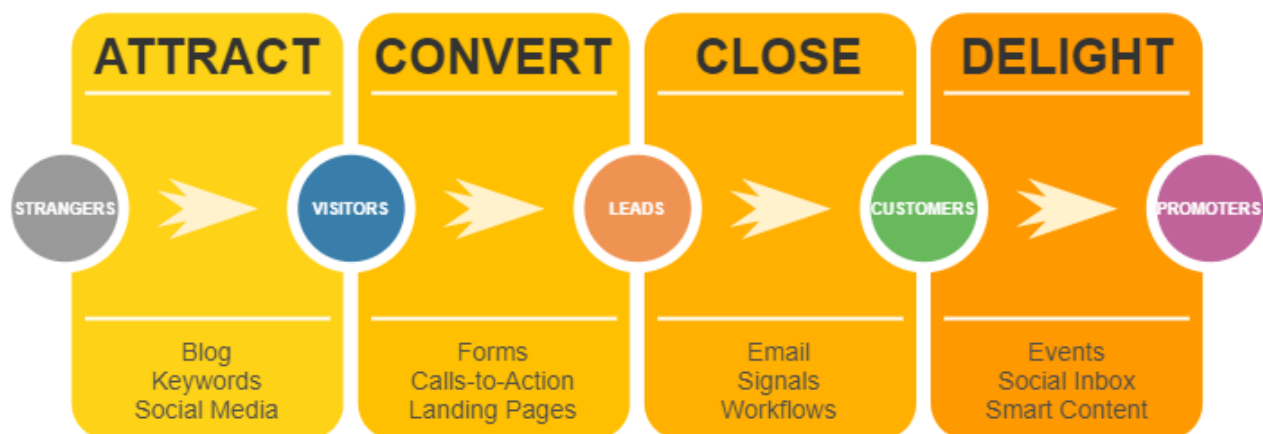 ATTRACT
CONVERT
CLOSE
DELIGHT
STRANGERS
VISITORS
LEADS
CUSTOMERS
PROMOTERS
Blog
Keywords
Social Media
Forms
Calls-to-Action
Landing Pages
Email
Signals
Workflows
Events
Social Inbox
Smart Content